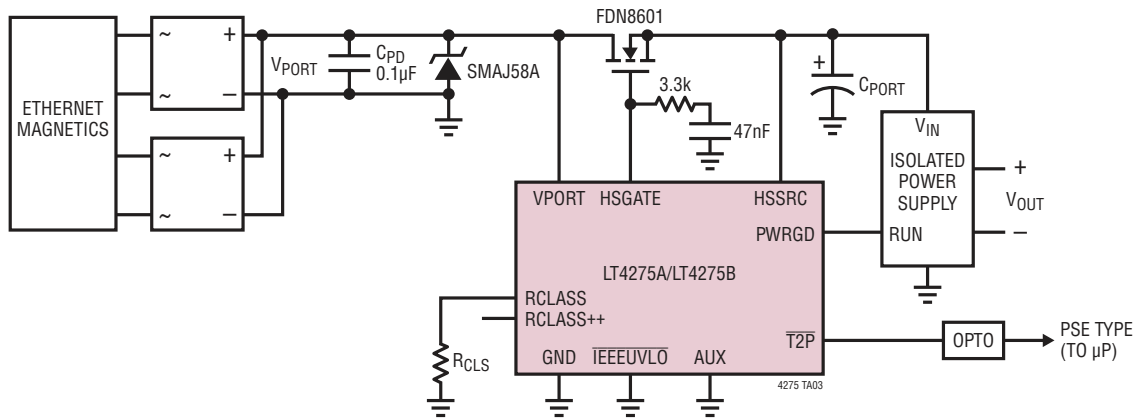 FDN8601
ETHERNET
MAGNETICS
~
+
~
–
~
+
~
–
VPORT
CPD
0.1µF
SMAJ58A
3.3k
47nF
+
CPORT
VIN
ISOLATED
POWER
SUPPLY
RUN
+
VOUT
–
VPORT HSGATE HSSRC
PWRGD
LT4275A/LT4275B
RCLASS
RCLASS++
T2P
GND IEEEUVLO AUX
RCLS
OPTO
PSE TYPE
(TO µP)
4275 TA03